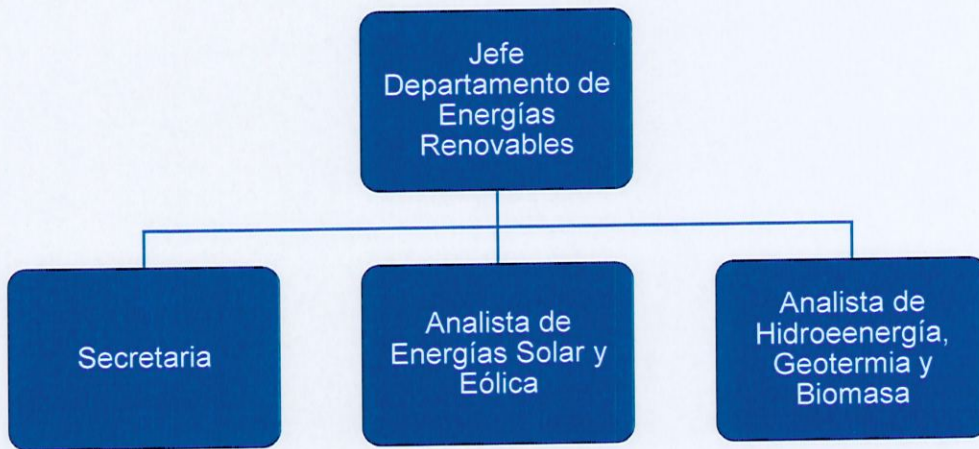 Jefe
Departamento de
Energías
Renovables
Secretaria
Analista de
Energías Solar y
Eólica
Analista de
Hidroeenergía,
Geotermia y
Biomasa